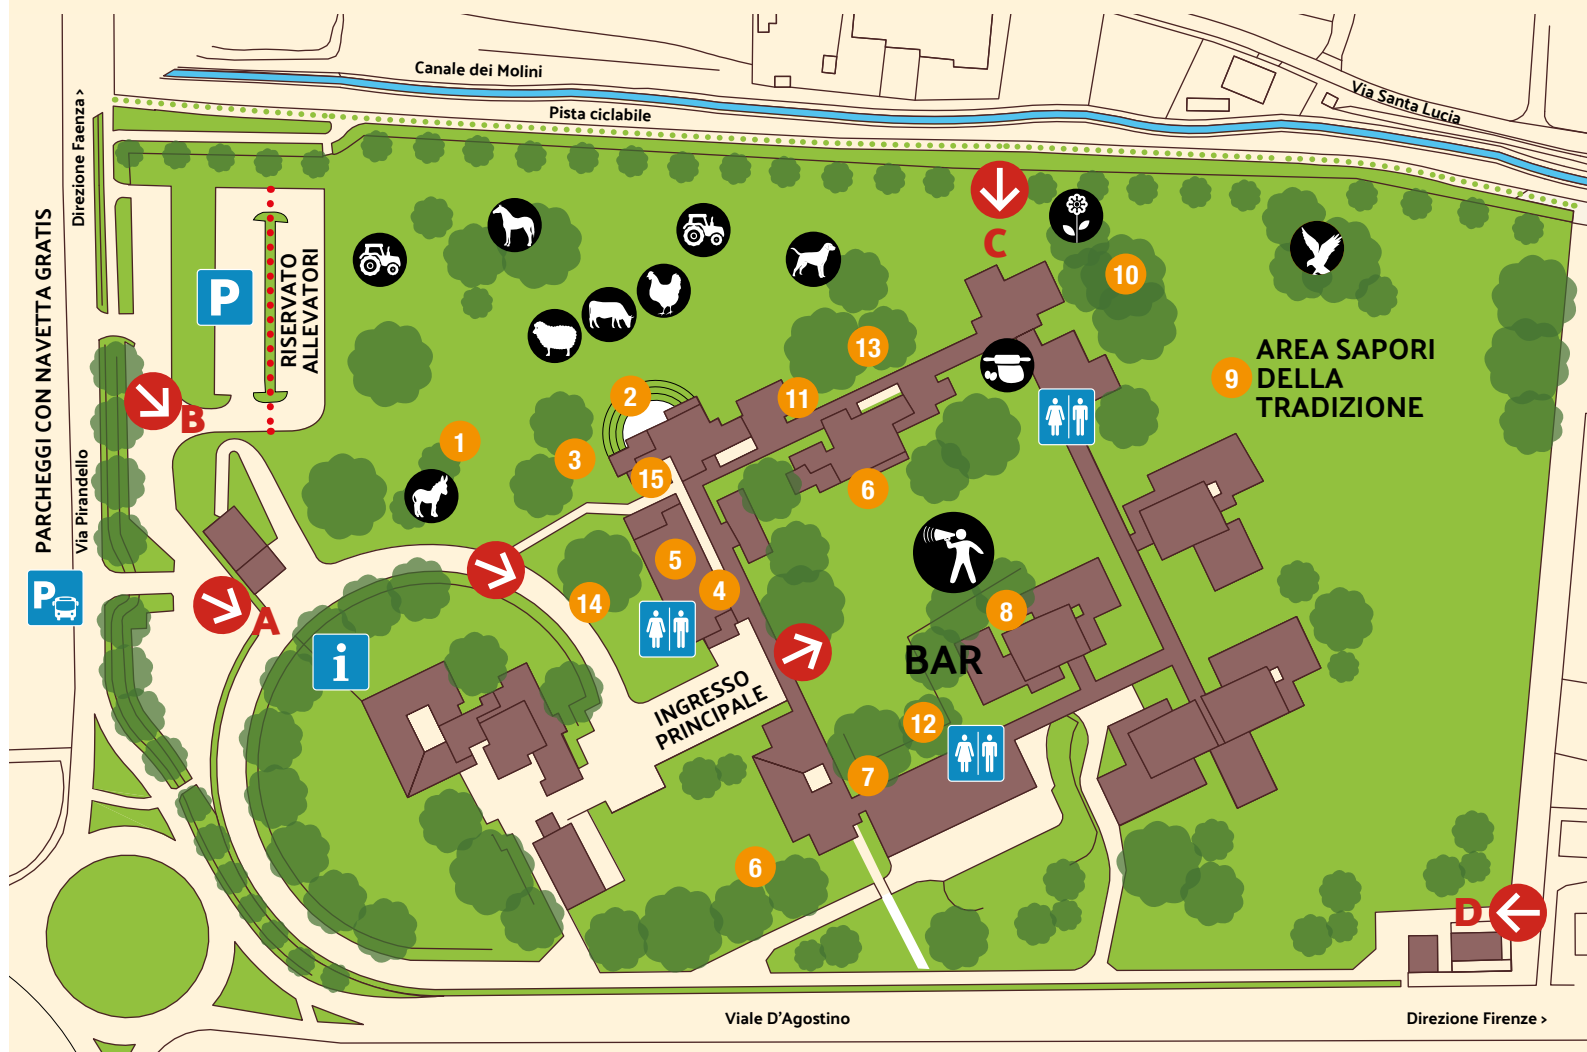 Canale dei Molini
Via Santa Lucia
Direzione Faenza >
Pista ciclabile
C
10
PARCHEGGI CON NAVETTA GRATIS
P
RISERVATO
ALLEVATORI
13
9
AREA SAPORI
DELLA
TRADIZIONE
2
11
B
1
3
15
6
Via Pirandello
5
4
14
8
P
A
i
BAR
INGRESSO
PRINCIPALE
12
7
6
D
Viale D'Agostino
Direzione Firenze >